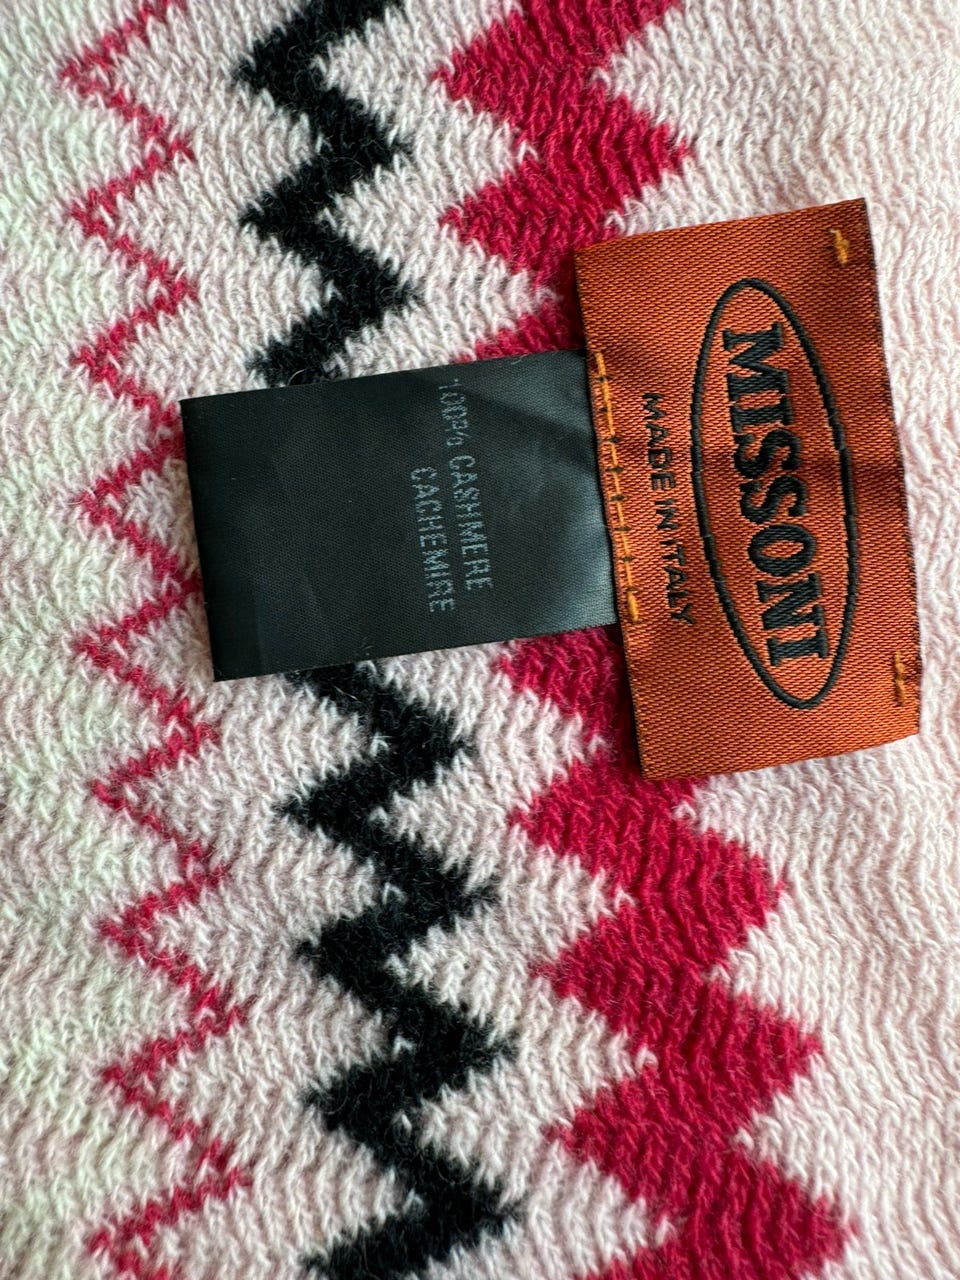 MISSONI
MADE IN ITALY
100% CASHMERE
CACHEMIRE